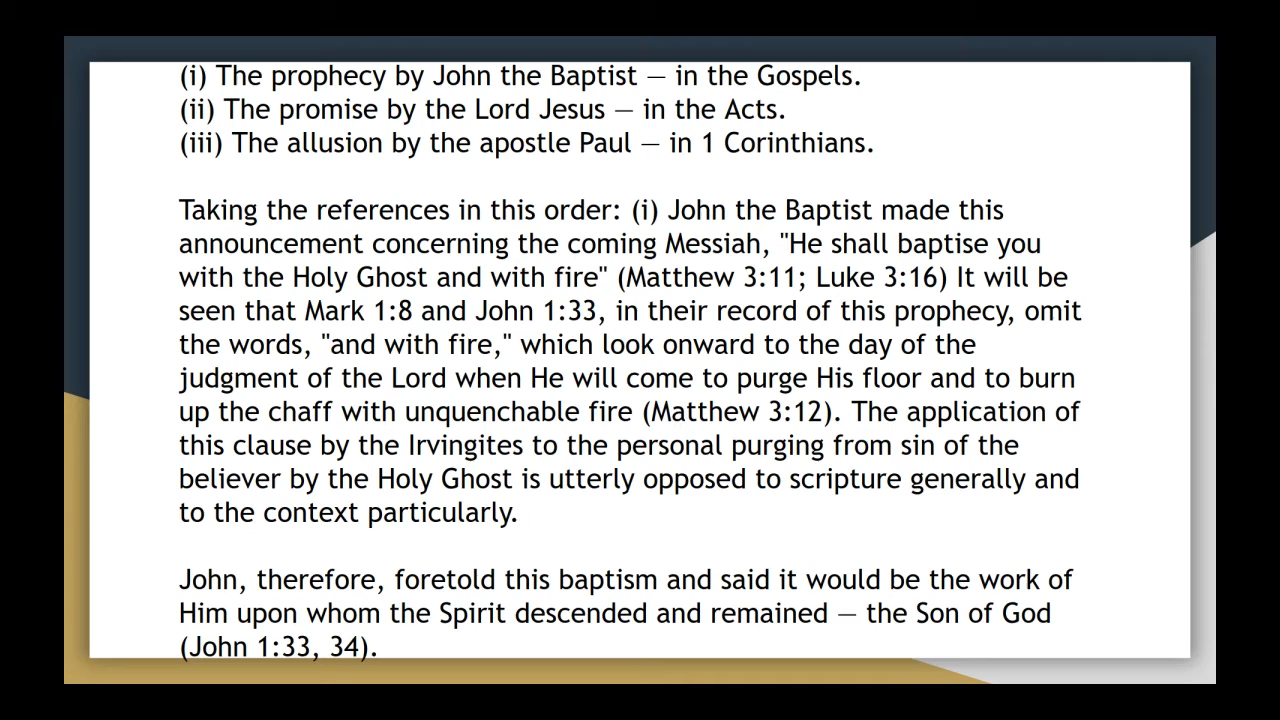 (i) The prophecy by John the Baptist — in the Gospels.
(ii) The promise by the Lord Jesus — in the Acts.
(iii) The allusion by the apostle Paul — in 1 Corinthians.
Taking the references in this order: (i) John the Baptist made this
announcement concerning the coming Messiah, "He shall baptise you
with the Holy Ghost and with fire" (Matthew 3:11; Luke 3:16) It will be
seen that Mark 1:8 and John 1:33, in their record of this prophecy, omit
the words, "and with fire," which look onward to the day of the
judgment of the Lord when He will come to purge His floor and to burn
up the chaff with unquenchable fire (Matthew 3:12). The application of
this clause by the Irvingites to the personal purging from sin of the
believer by the Holy Ghost is utterly opposed to scripture generally and
to the context particularly.
John, therefore, foretold this baptism and said it would be the work of
Him upon whom the Spirit descended and remained — the Son of God
(John 1:33, 34).